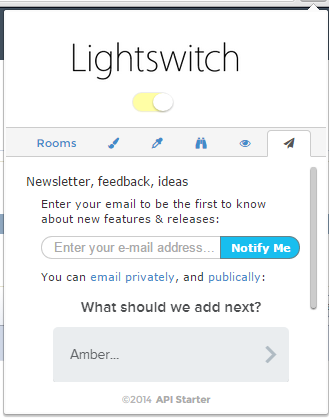 Lightswitch
Rooms
Newsletter, feedback, ideas
Enter your email to be the first to know
about new features & releases:
Enter your e-mail address... Notify Me
You can email privately, and publically:
What should we add next?
Amber...
©2014 API Starter